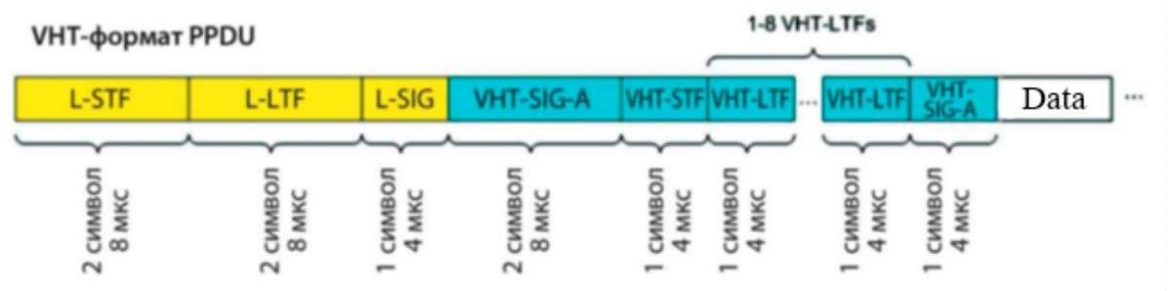 1-8 VHT-LTFs
VHT-формат PPDU
L-STF
L-LTF
L-SIG
VHT-SIG-A
VHT-STF
VHT-LTF
...
VHT-LTF
VHT-
SIG-A
Data
...
2 символ
8 мкс
2 символ
8 мкс
1 символ
4 мкс
2 символ
8 мкс
1 символ
4 мкс
1 символ
4 мкс
1 символ
4 мкс
1 символ
4 мкс